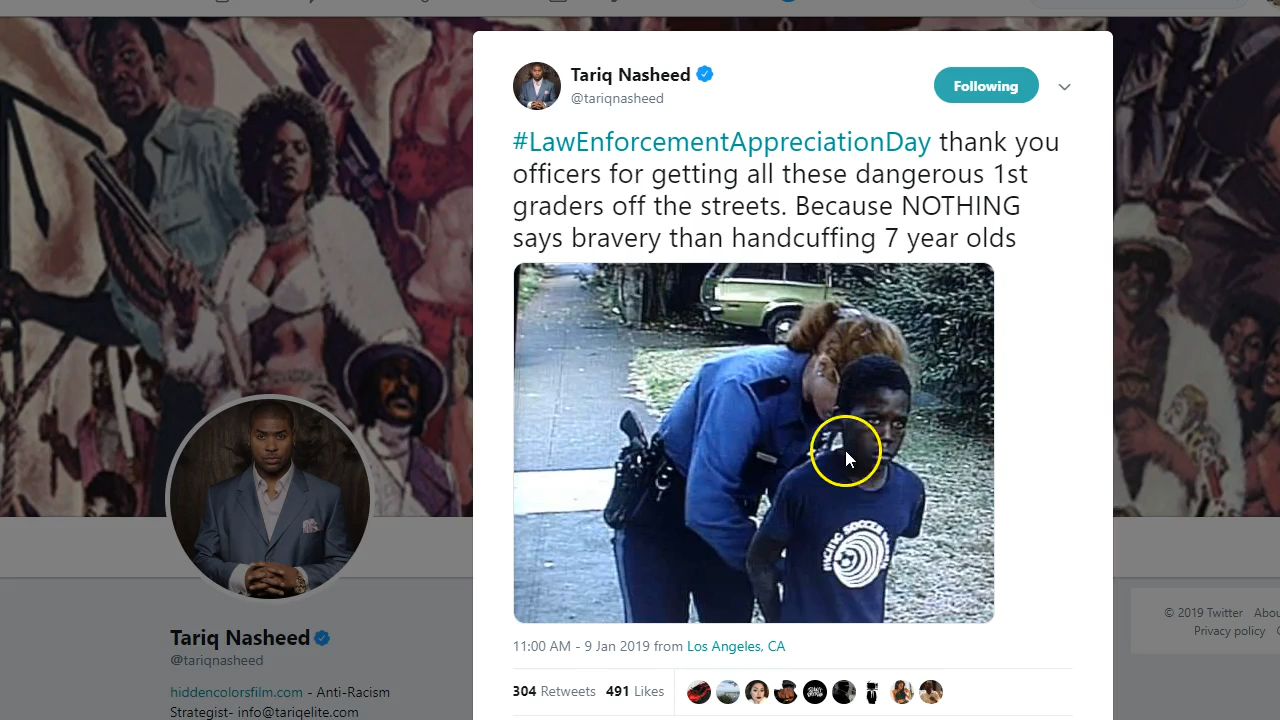 Tariq Nasheed
@tariqnasheed
Following
#LawEnforcementAppreciationDay thank you
officers for getting all these dangerous 1st
graders off the streets. Because NOTHING
says bravery than handcuffing 7 year olds
PACIFIC SOCCER
11:00 AM - 9 Jan 2019 from Los Angeles, CA
304 Retweets 491 Likes
Tariq Nasheed
@tariqnasheed
hiddencolorsfilm.com - Anti-Racism
Strategist- info@tariqelite.com
© 2019 Twitter
Privacy policy